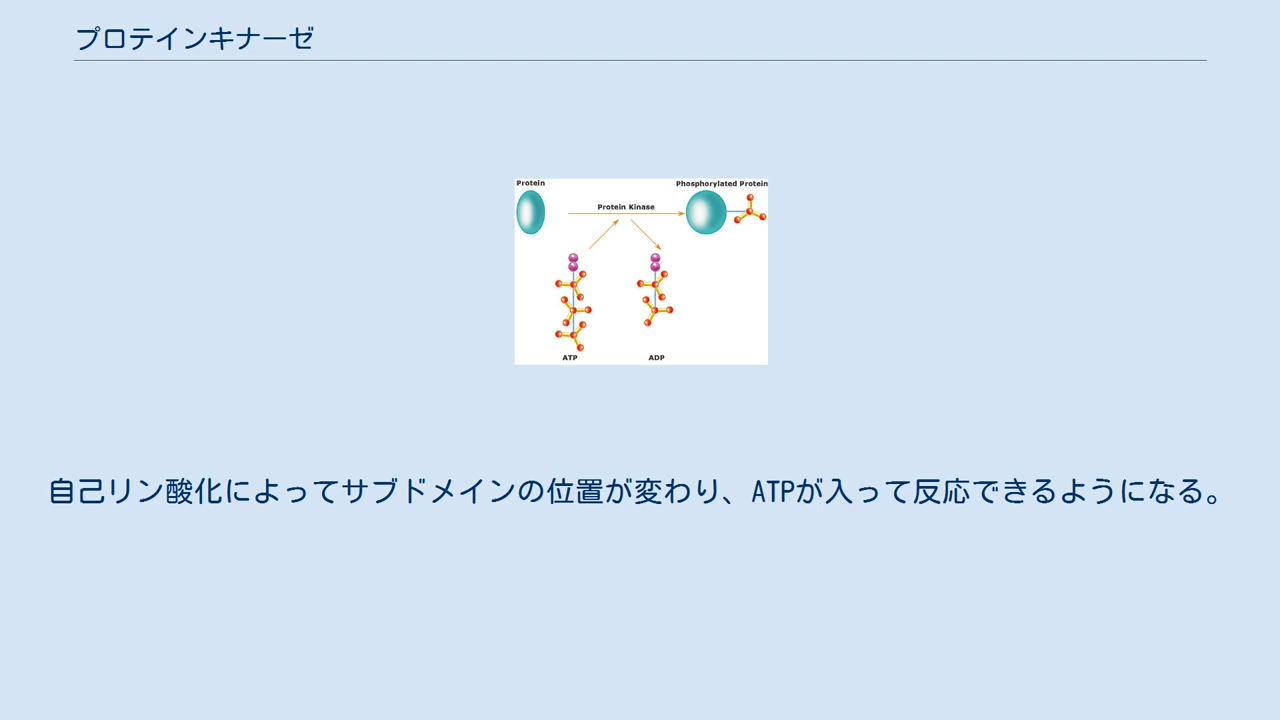 プロテインキナーゼ
Protein
Phosphorylated Protein
Protein Kinase
ATP
ADP
自己リン酸化によってサブドメインの位置が変わり、ATPが入って反応できるようになる。